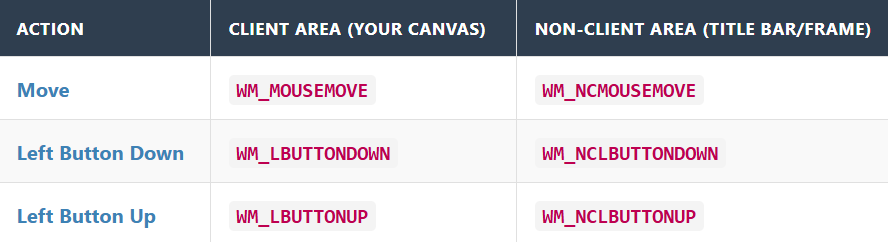 ACTION CLIENT AREA (YOUR CANVAS) NON-CLIENT AREA (TITLE BAR/FRAME)
Move WM_MOUSEMOVE WM_NCMOUSEMOVE
Left Button Down WM_LBUTTONDOWN WM_NCLBUTTONDOWN
Left Button Up WM_LBUTTONUP WM_NCLBUTTONUP